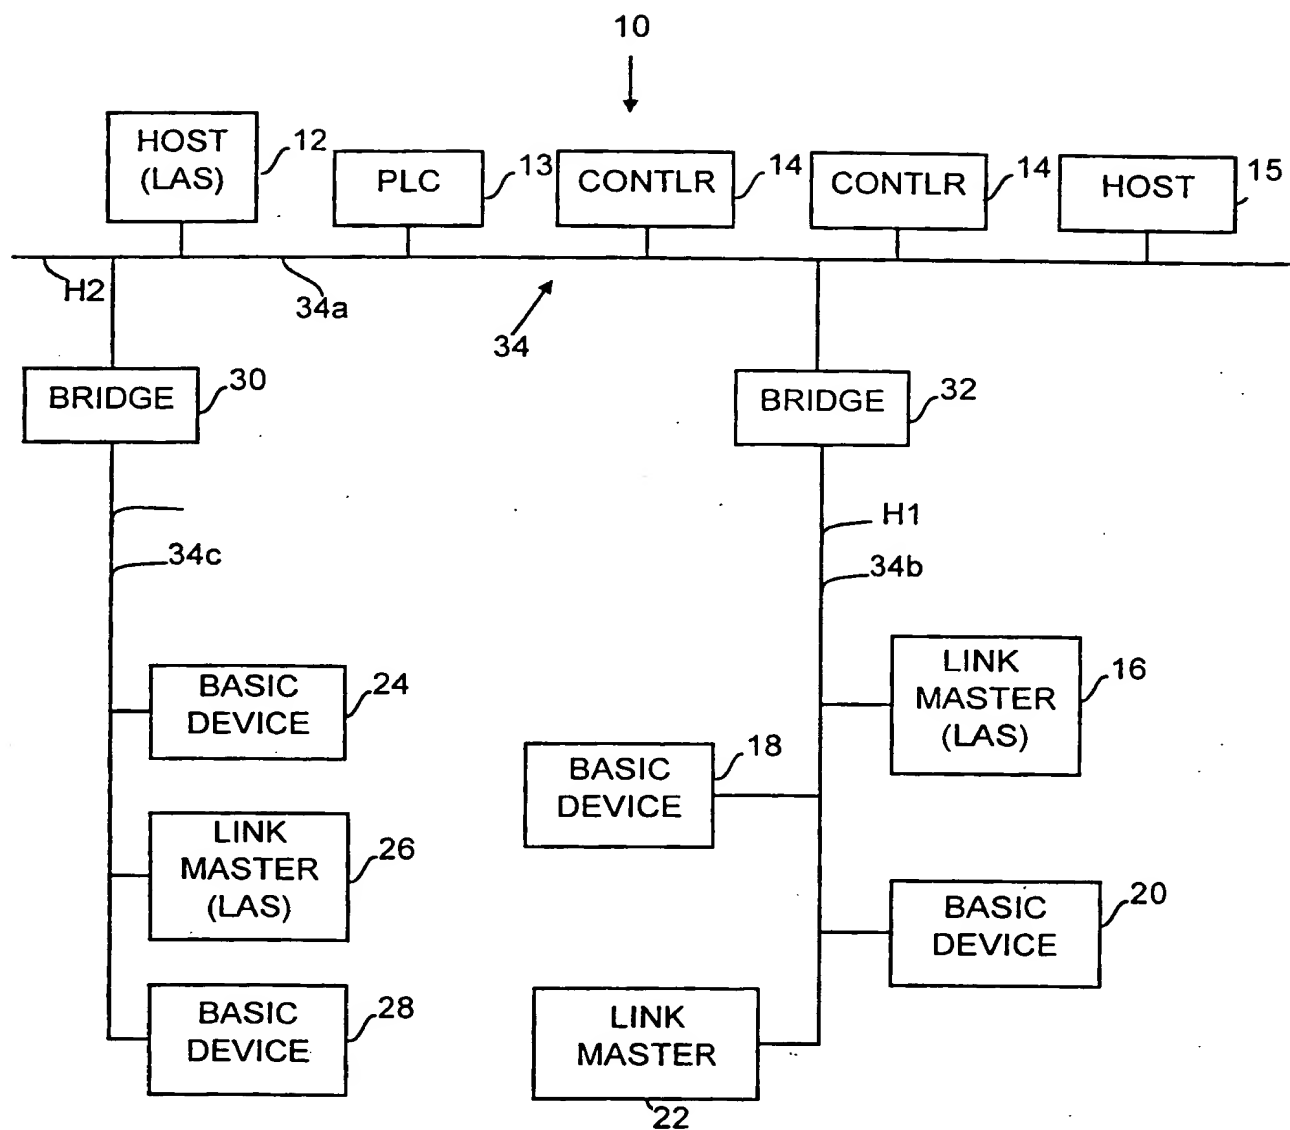 10
HOST
(LAS)
12
PLC
13
CONTLR
14
CONTLR
14
HOST
15
H2
34a
34
BRIDGE
30
BRIDGE
32
H1
34c
34b
BASIC
DEVICE
24
LINK
MASTER
(LAS)
16
BASIC
DEVICE
18
LINK
MASTER
(LAS)
26
BASIC
DEVICE
20
BASIC
DEVICE
28
LINK
MASTER
22